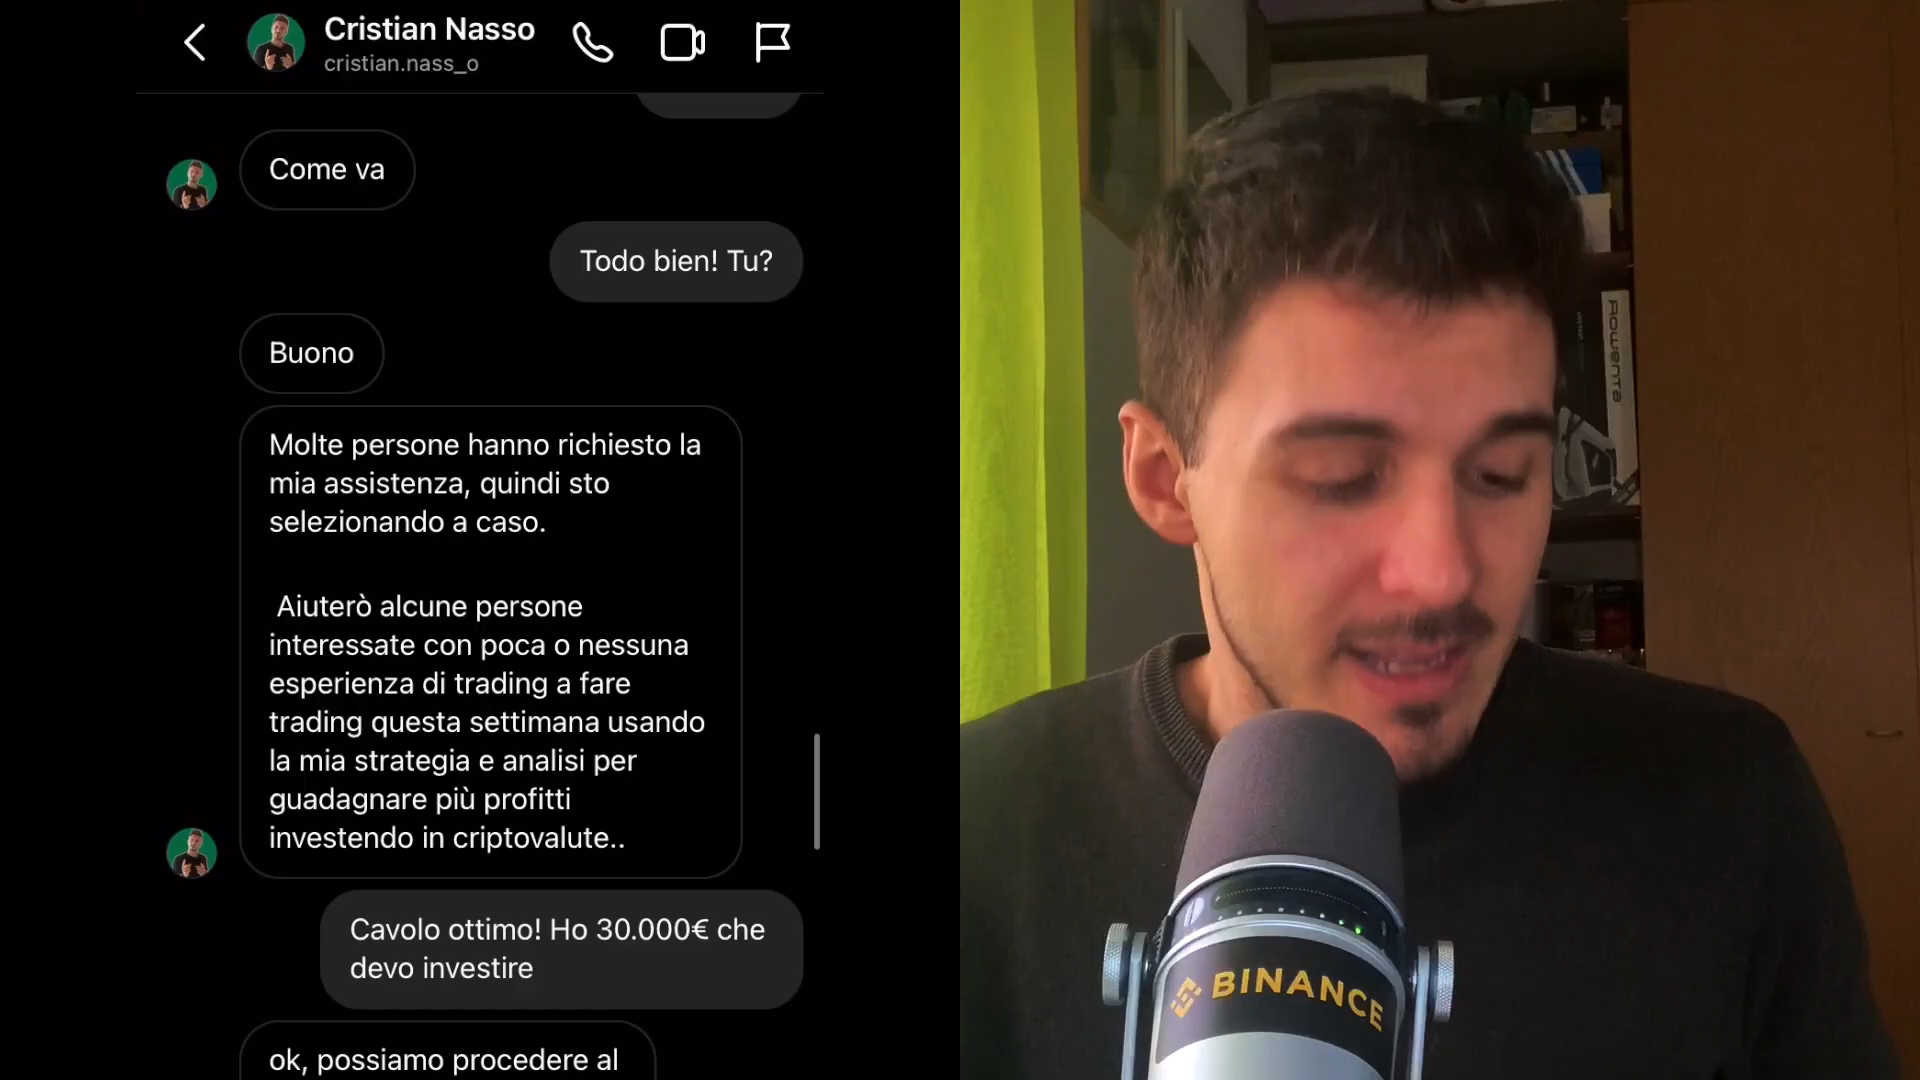 Cristian Nasso
cristian.nass_o
Come va
Todo bien! Tu?
Buono
Molte persone hanno richiesto la
mia assistenza, quindi sto
selezionando a caso.
Aiuterò alcune persone
interessate con poca o nessuna
esperienza di trading a fare
trading questa settimana usando
la mia strategia e analisi per
guadagnare più profitti
investendo in criptovalute..
Cavolo ottimo! Ho 30.000€ che
devo investire
ok, possiamo procedere al
Rowenta
BINANCE